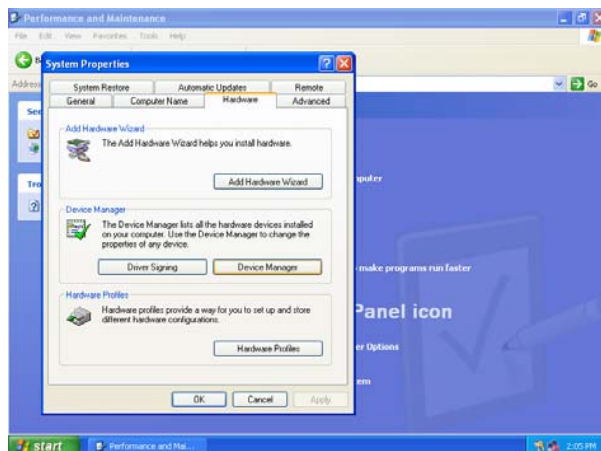 Performance and Maintenance
File Edit View Favorites Tools Help
Address
Go
System Properties
System Restore Automatic Updates Remote
General Computer Name Hardware Advanced
Add Hardware Wizard
The Add Hardware Wizard helps you install hardware.
Add Hardware Wizard
Device Manager
The Device Manager lists all the hardware devices installed
on your computer. Use the Device Manager to change the
properties of any device.
Driver Signing Device Manager
Hardware Profiles
Hardware profiles provide a way for you to set up and store
different hardware configurations.
Hardware Profiles
OK Cancel Apply
make programs run faster
Panel icon
Options
start
Performance and Mai...
2:05 PM